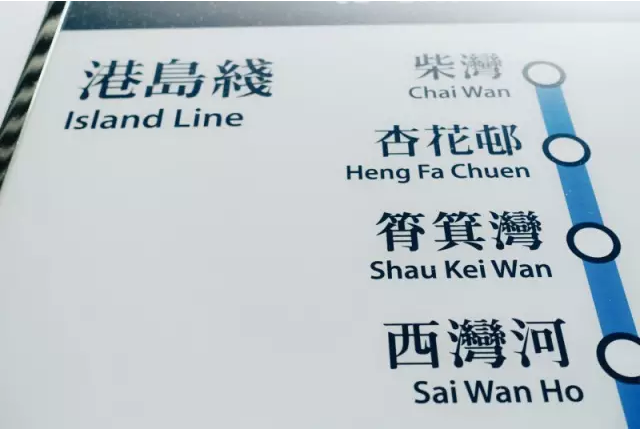 港島綫
Island Line
柴灣
Chai Wan
杏花邨
Heng Fa Chuen
筲箕灣
Shau Kei Wan
西灣河
Sai Wan Ho